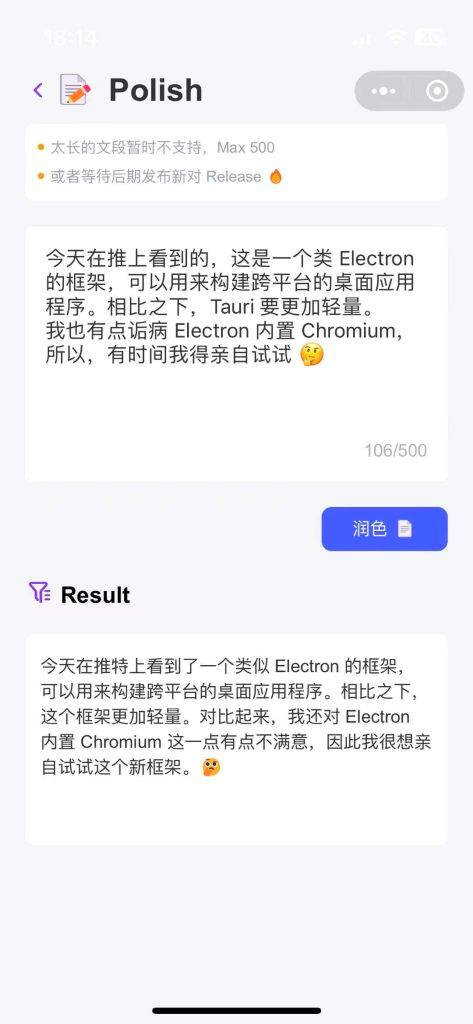 18:14
80
Polish
太长的文段暂时不支持，Max 500
或者等待后期发布新对 Release 🔥
今天在推上看到的，这是一个类 Electron
的框架，可以用来构建跨平台的桌面应用
程序。相比之下，Tauri 要更加轻量。
我也有点诟病 Electron 内置 Chromium，
所以，有时间我得亲自试试 🤔
106/500
润色
Result
今天在推特上看到了一个类似 Electron 的框架，
可以用来构建跨平台的桌面应用程序。相比之下，
这个框架更加轻量。对比起来，我还对 Electron
内置 Chromium 这一点有点不满意，因此我很想亲
自试试这个新框架。🤔